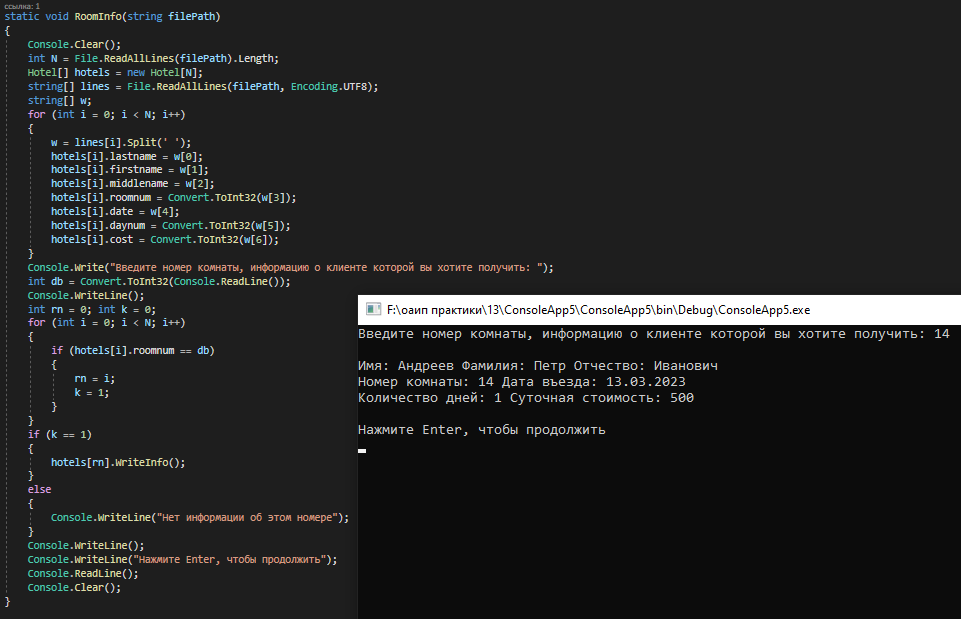 ссылка: 1
static void RoomInfo(string filePath)
{
Console.Clear();
int N = File.ReadAllLines(filePath).Length;
Hotel[] hotels = new Hotel[N];
string[] lines = File.ReadAllLines(filePath, Encoding.UTF8);
string[] w;
for (int i = 0; i < N; i++)
{
w = lines[i].Split(' ');
hotels[i].lastname = w[0];
hotels[i].firstname = w[1];
hotels[i].middlename = w[2];
hotels[i].roomnum = Convert.ToInt32(w[3]);
hotels[i].date = w[4];
hotels[i].daynum = Convert.ToInt32(w[5]);
hotels[i].cost = Convert.ToInt32(w[6]);
}
Console.Write("Введите номер комнаты, информацию о клиенте которой вы хотите получить: ");
int db = Convert.ToInt32(Console.ReadLine());
Console.WriteLine();
int rn = 0; int k = 0;
for (int i = 0; i < N; i++)
{
if (hotels[i].roomnum == db)
{
rn = i;
k = 1;
}
}
if (k == 1)
{
hotels[rn].WriteInfo();
}
else
{
Console.WriteLine("Нет информации об этом номере");
}
Console.WriteLine();
Console.WriteLine("Нажмите Enter, чтобы продолжить");
Console.ReadLine();
Console.Clear();
}
F:\оаип практики\13\ConsoleApp5\ConsoleApp5\bin\Debug\ConsoleApp5.exe
Введите номер комнаты, информацию о клиенте которой вы хотите получить: 14
Имя: Андреев Фамилия: Петр Отчество: Иванович
Номер комнаты: 14 Дата въезда: 13.03.2023
Количество дней: 1 Суточная стоимость: 500
Нажмите Enter, чтобы продолжить